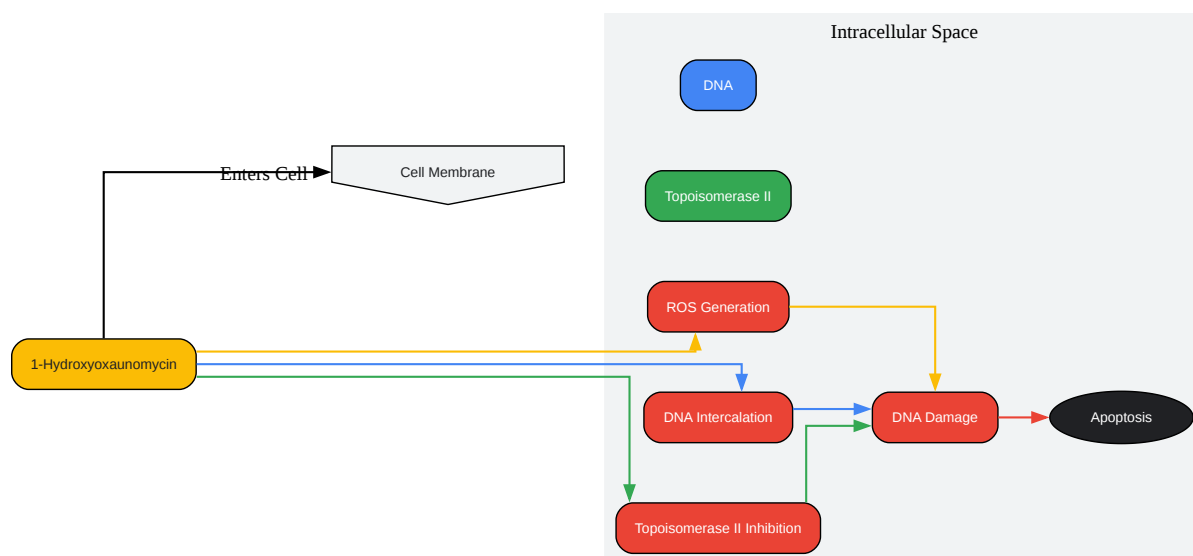 Intracellular Space
DNA
Enters Cell
Cell Membrane
Topoisomerase II
ROS Generation
1-Hydroxyoxaunomycin
DNA Intercalation
DNA Damage
Apoptosis
Topoisomerase II Inhibition